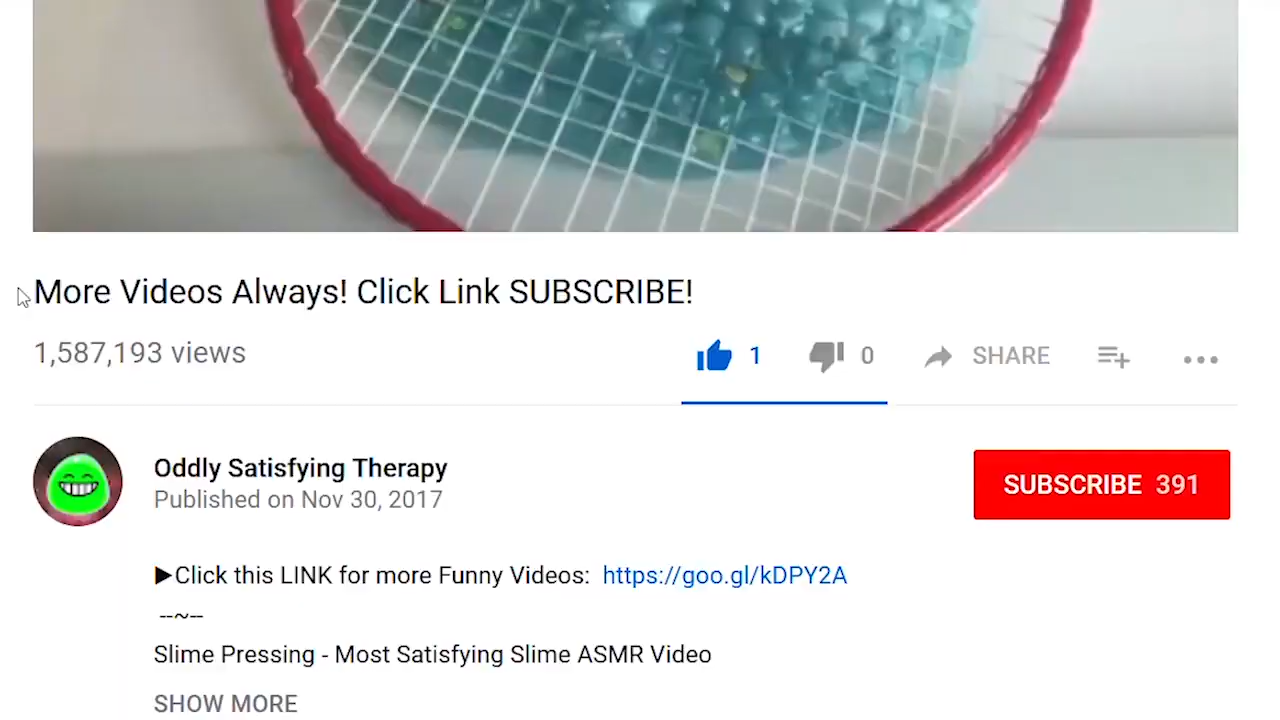 More Videos Always! Click Link SUBSCRIBE!
1,587,193 views
1
0
SHARE
Oddly Satisfying Therapy
Published on Nov 30, 2017
SUBSCRIBE 391
▶Click this LINK for more Funny Videos: https://goo.gl/kDPY2A
--~--
Slime Pressing - Most Satisfying Slime ASMR Video
SHOW MORE